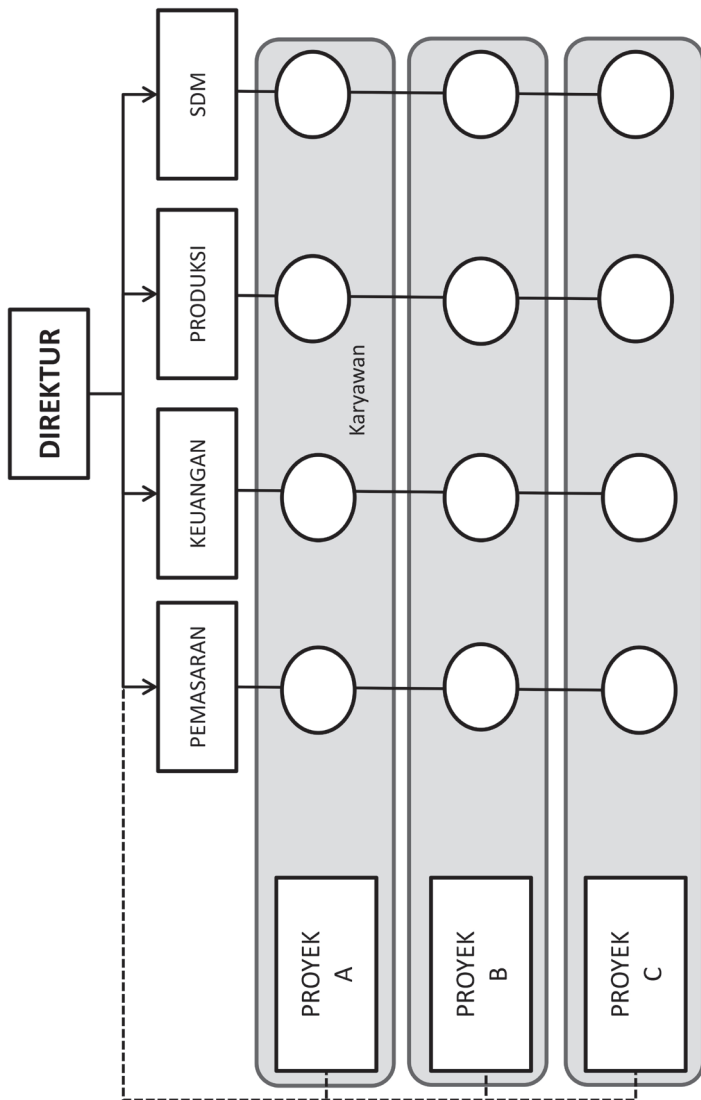 DIREKTUR
PEMASARAN
KEUANGAN
PRODUKSI
SDM
PROYEK
A
Karyawan
PROYEK
B
PROYEK
C